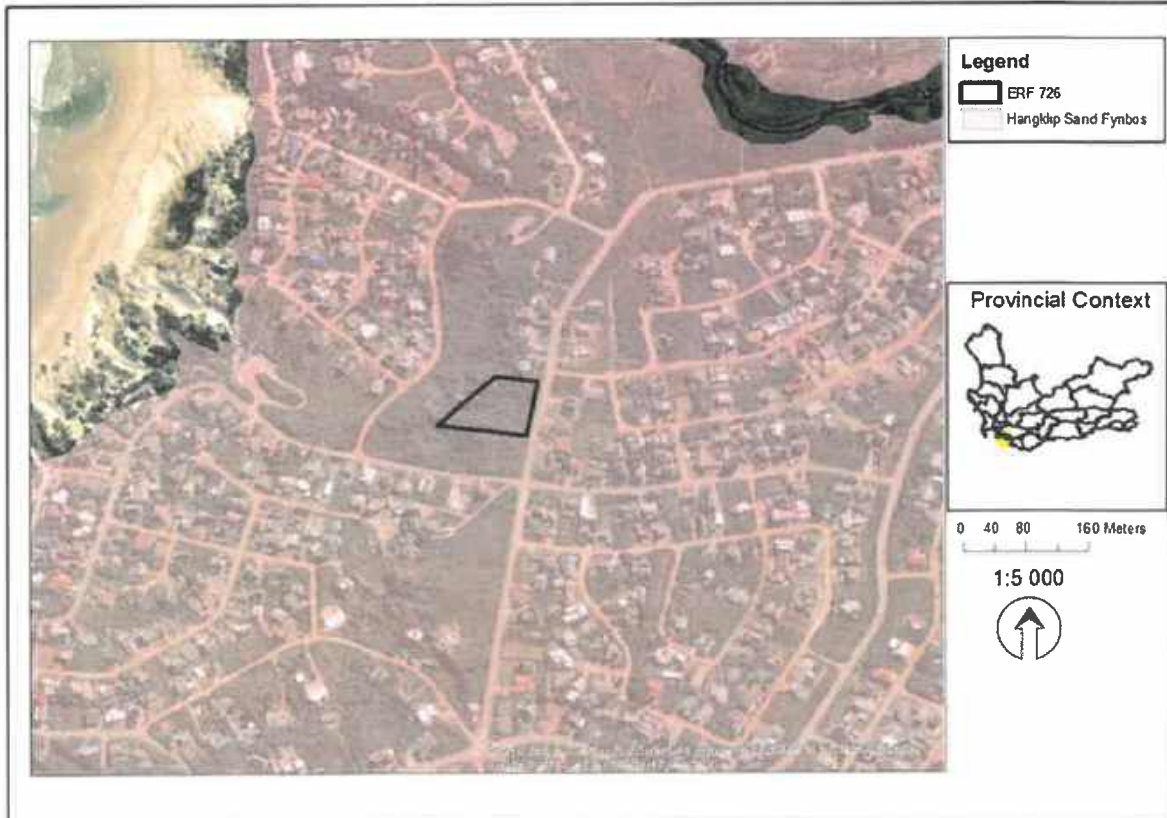 Legend
ERF 726
Hangklip Sand Fynbos
Provincial Context
0 40 80 160 Meters
1:5 000